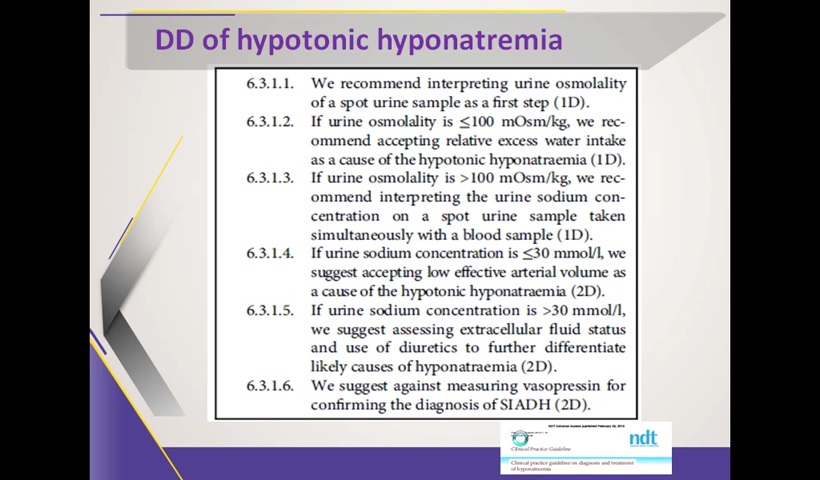 DD of hypotonic hyponatremia
6.3.1.1. We recommend interpreting urine osmolality
of a spot urine sample as a first step (1D).
6.3.1.2. If urine osmolality is ≤100 mOsm/kg, we rec-
ommend accepting relative excess water intake
as a cause of the hypotonic hyponatraemia (1D).
6.3.1.3. If urine osmolality is >100 mOsm/kg, we rec-
ommend interpreting the urine sodium con-
centration on a spot urine sample taken
simultaneously with a blood sample (1D).
6.3.1.4. If urine sodium concentration is ≤30 mmol/l, we
suggest accepting low effective arterial volume as
a cause of the hypotonic hyponatraemia (2D).
6.3.1.5. If urine sodium concentration is >30 mmol/l,
we suggest assessing extracellular fluid status
and use of diuretics to further differentiate
likely causes of hyponatraemia (2D).
6.3.1.6. We suggest against measuring vasopressin for
confirming the diagnosis of SIADH (2D).
NDT Advance Access published February 25, 2014
ndt
Clinical Practice Guideline
Clinical practice guideline on diagnosis and treatment
of hyponatraemia